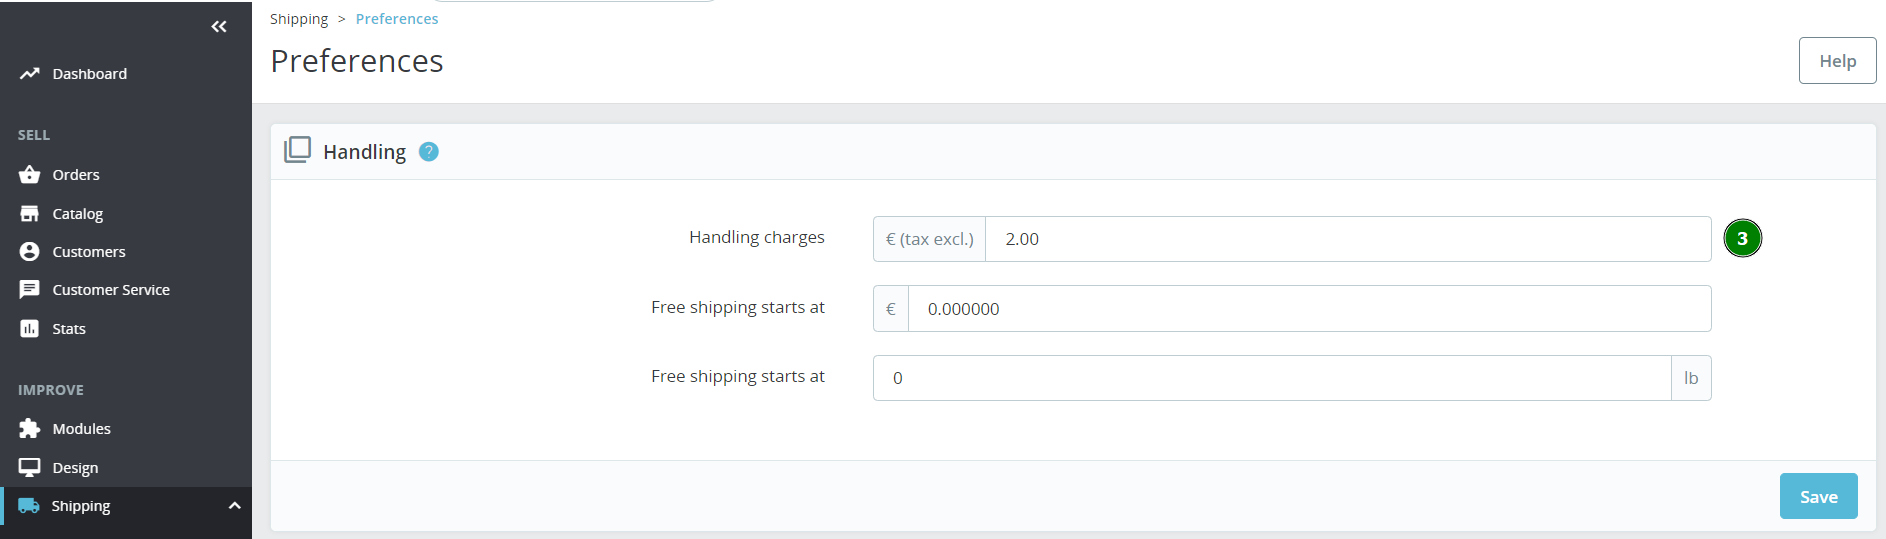 Shipping > Preferences
Preferences
Help
Dashboard
SELL
Orders
Catalog
Customers
Customer Service
Stats
IMPROVE
Modules
Design
Shipping
Handling ?
Handling charges € (tax excl.) 2.00 3
Free shipping starts at € 0.000000
Free shipping starts at 0 lb
Save